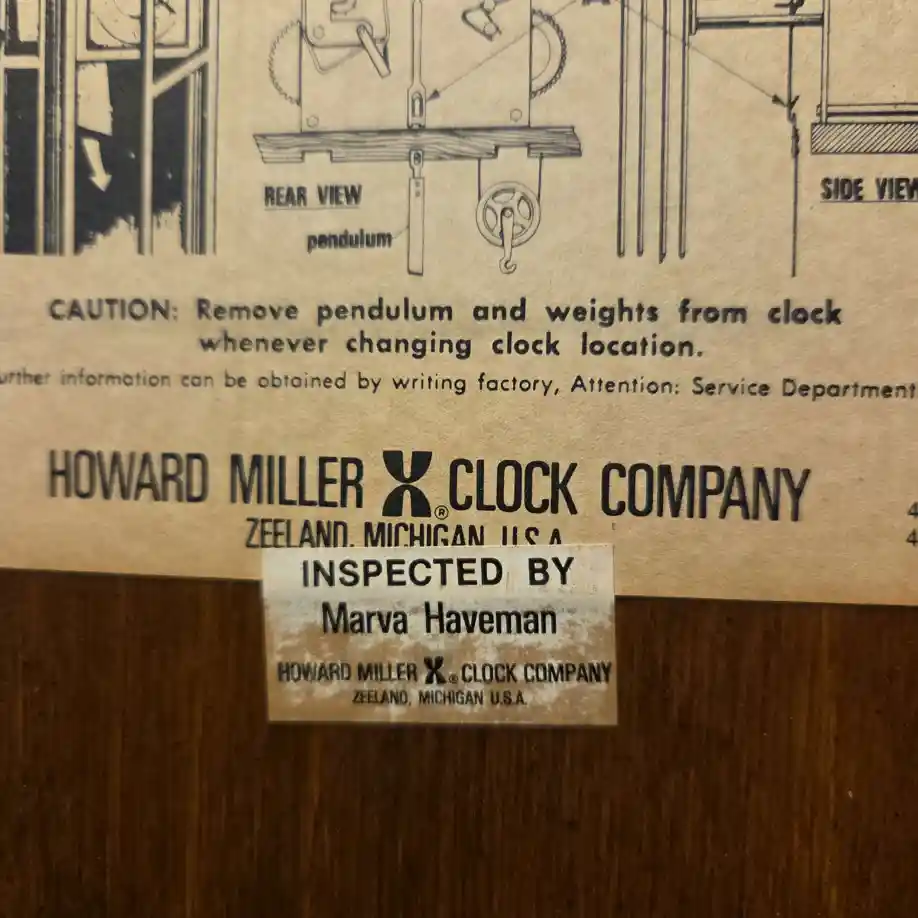 REAR VIEW
SIDE VIEW
pendulum
CAUTION: Remove pendulum and weights from clock
whenever changing clock location.
urther information can be obtained by writing factory, Attention: Service Department
HOWARD MILLER ® CLOCK COMPANY
4
4
ZEELAND, MICHIGAN U.S.A.
INSPECTED BY
Marva Haveman
HOWARD MILLER ® CLOCK COMPANY
ZEELAND, MICHIGAN U.S.A.